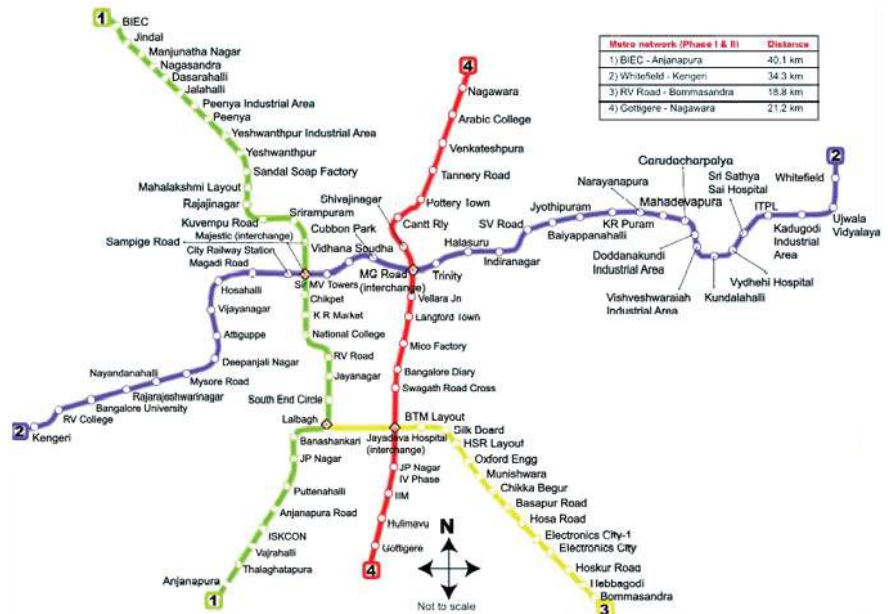 1
BIEC
Jindal
Manjunatha Nagar
Nagasandra
Dasarahalli
Jalahalli
Peenya Industrial Area
Peenya
Yeshwanthpur Industrial Area
Yeshwanthpur
Sandal Soap Factory
Mahalakshmi Layout
Rajajinagar
Kuvempu Road
Srirampuram
Sampige Road
Majestic (interchange)
City Railway Station
Magadi Road
Hosahalli
Vijayanagar
Attiguppe
Deepanjali Nagar
Mysore Road
Nayandanahalli
Rajarajeshwarinagar
Bangalore University
RV College
2
Kengeri
4
Nagawara
Arabic College
Venkateshpura
Tannery Road
Pottery Town
Shivajinagar
Cantt Rly
Cubbon Park
Vidhana Soudha
MG Road
(interchange)
Trinity
Halasuru
Indiranagar
SV Road
Jyothipuram
Baiyappanahalli
Narayanapura
KR Puram
Mahadevapura
Garudacharpalya
Doddanakundi
Industrial Area
Vishveshwaraiah
Industrial Area
Kundalahalli
Vydhehi Hospital
Sri Sathya
Sai Hospital
ITPL
Kadugodi
Industrial
Area
Ujwala
Vidyalaya
Whitefield
2
Metro network (Phase I & II) Distance
1) BIEC - Anjanapura 40.1 km
2) Whitefield - Kengeri 34.3 km
3) RV Road - Bommasandra 18.8 km
4) Gottigere - Nagawara 21.2 km
MV Towers
Chikpet
K R Market
National College
RV Road
Jayanagar
South End Circle
Lalbagh
Banashankari
JP Nagar
Puttenahalli
Anjanapura Road
ISKCON
Vajrahalli
Thalaghatapura
Anjanapura
1
Vellara Jn
Langford Town
Mico Factory
Bangalore Diary
Swagath Road Cross
BTM Layout
Jayadeva Hospital
(interchange)
JP Nagar
IV Phase
IIM
Hulimavu
Gottigere
4
Silk Board
HSR Layout
Oxford Engg
Munishwara
Chikka Begur
Basapur Road
Hosa Road
Electronics City-1
Electronics City
Hoskur Road
Hebbagodi
Bommasandra
3
N
Not to scale